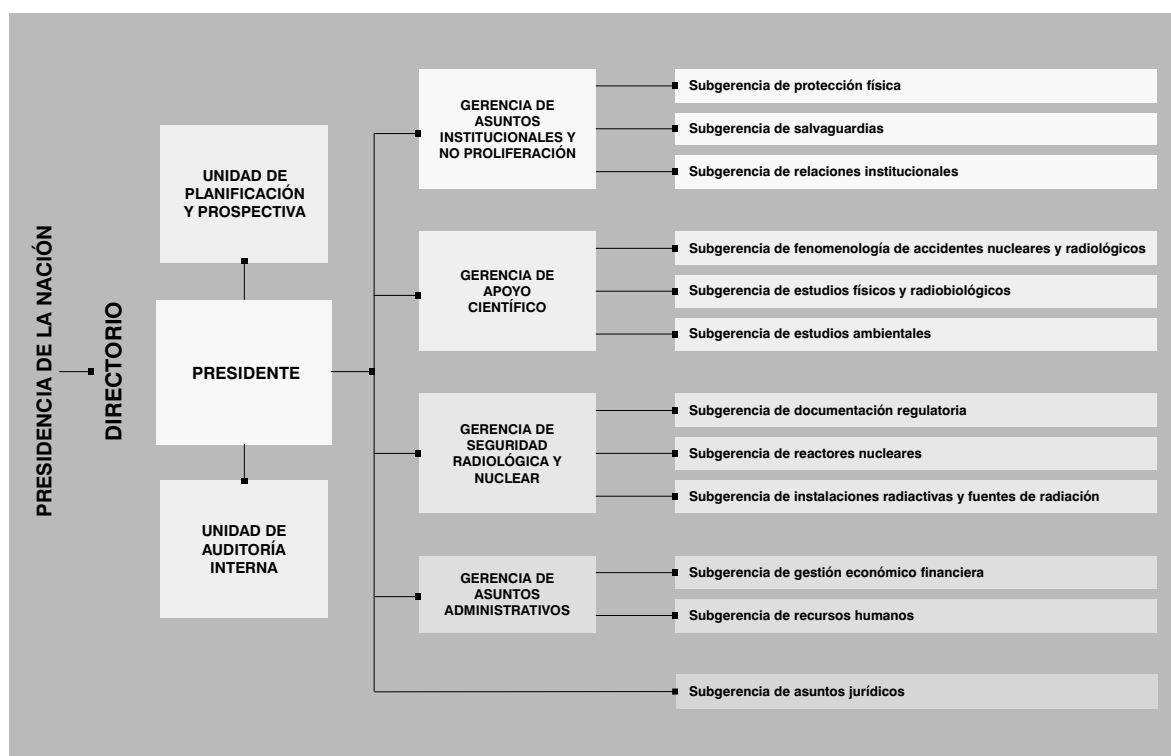 PRESIDENCIA DE LA NACIÓN
DIRECTORIO
UNIDAD DE
PLANIFICACIÓN
Y PROSPECTIVA
PRESIDENTE
UNIDAD DE
AUDITORÍA
INTERNA
GERENCIA DE
ASUNTOS
INSTITUCIONALES Y
NO PROLIFERACIÓN
Subgerencia de protección física
Subgerencia de salvaguardias
Subgerencia de relaciones institucionales
GERENCIA DE
APOYO
CIENTÍFICO
Subgerencia de fenomenología de accidentes nucleares y radiológicos
Subgerencia de estudios físicos y radiobiológicos
Subgerencia de estudios ambientales
GERENCIA DE
SEGURIDAD
RADIOLÓGICA Y
NUCLEAR
Subgerencia de documentación regulatoria
Subgerencia de reactores nucleares
Subgerencia de instalaciones radiactivas y fuentes de radiación
GERENCIA DE
ASUNTOS
ADMINISTRATIVOS
Subgerencia de gestión económico financiera
Subgerencia de recursos humanos
Subgerencia de asuntos jurídicos